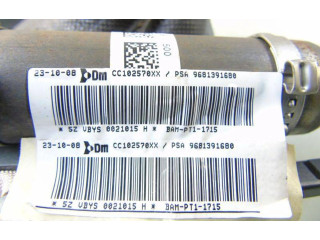 500
23-10-08 Dm CC102570XX / PSA 9681391680
* SZ VBYS 0021015 H * BAM-PT1-1715
23-10-08 Dm CC102570XX / PSA 9681391680
* SZ VBYS 0021015 H * BAM-PT1-1715